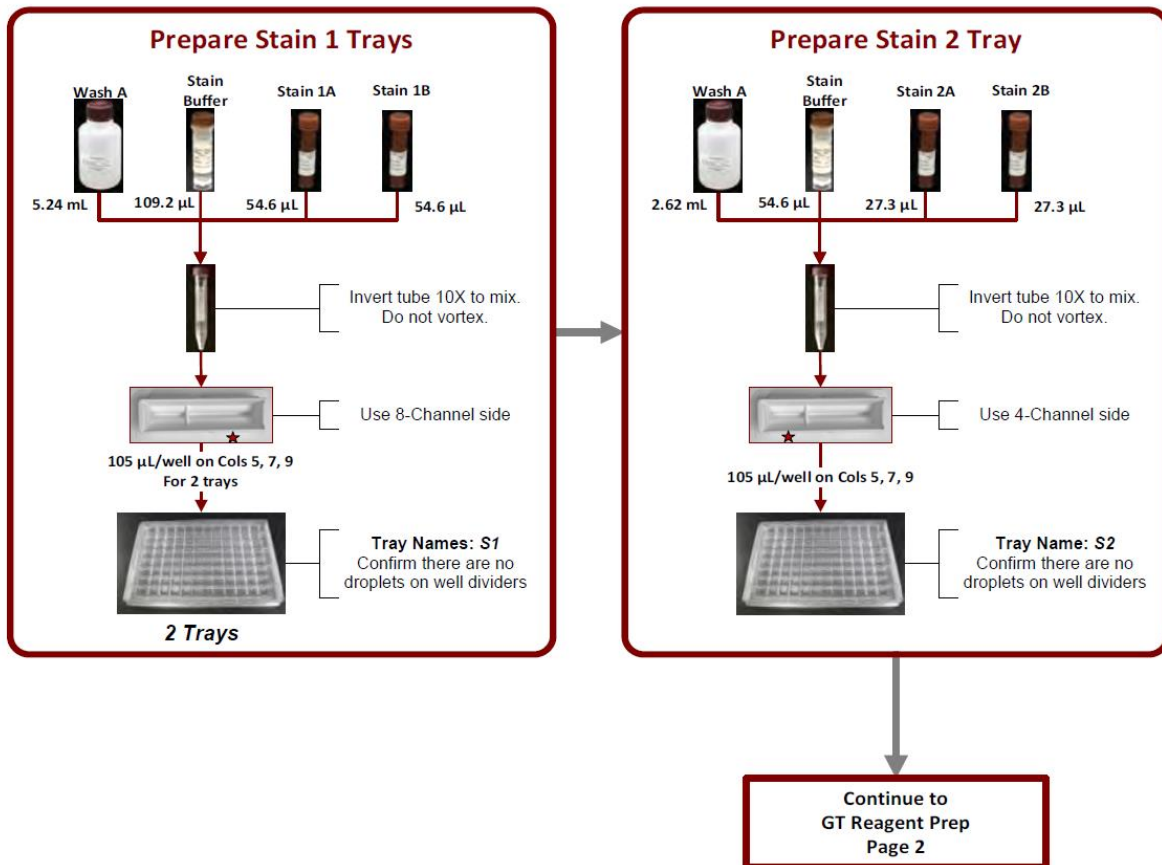 Prepare Stain 1 Trays
Wash A
Stain
Buffer
Stain 1A
Stain 1B
5.24 mL
109.2 µL
54.6 µL
54.6 µL
Invert tube 10X to mix.
Do not vortex.
Use 8-Channel side
105 µL/well on Cols 5, 7, 9
For 2 trays
Tray Names: S1
Confirm there are no
droplets on well dividers
2 Trays
Prepare Stain 2 Tray
Wash A
Stain
Buffer
Stain 2A
Stain 2B
2.62 mL
54.6 µL
27.3 µL
27.3 µL
Invert tube 10X to mix.
Do not vortex.
Use 4-Channel side
105 µL/well on Cols 5, 7, 9
Tray Name: S2
Confirm there are no
droplets on well dividers
Continue to
GT Reagent Prep
Page 2